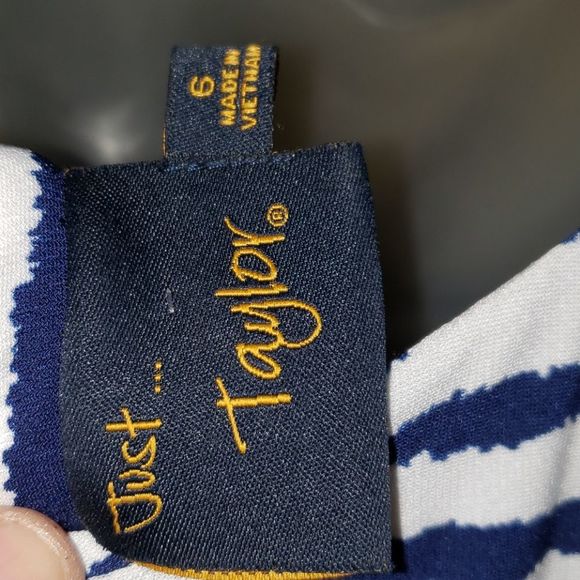 Just ...
Taylor®
6
MADE IN
VIETNAM